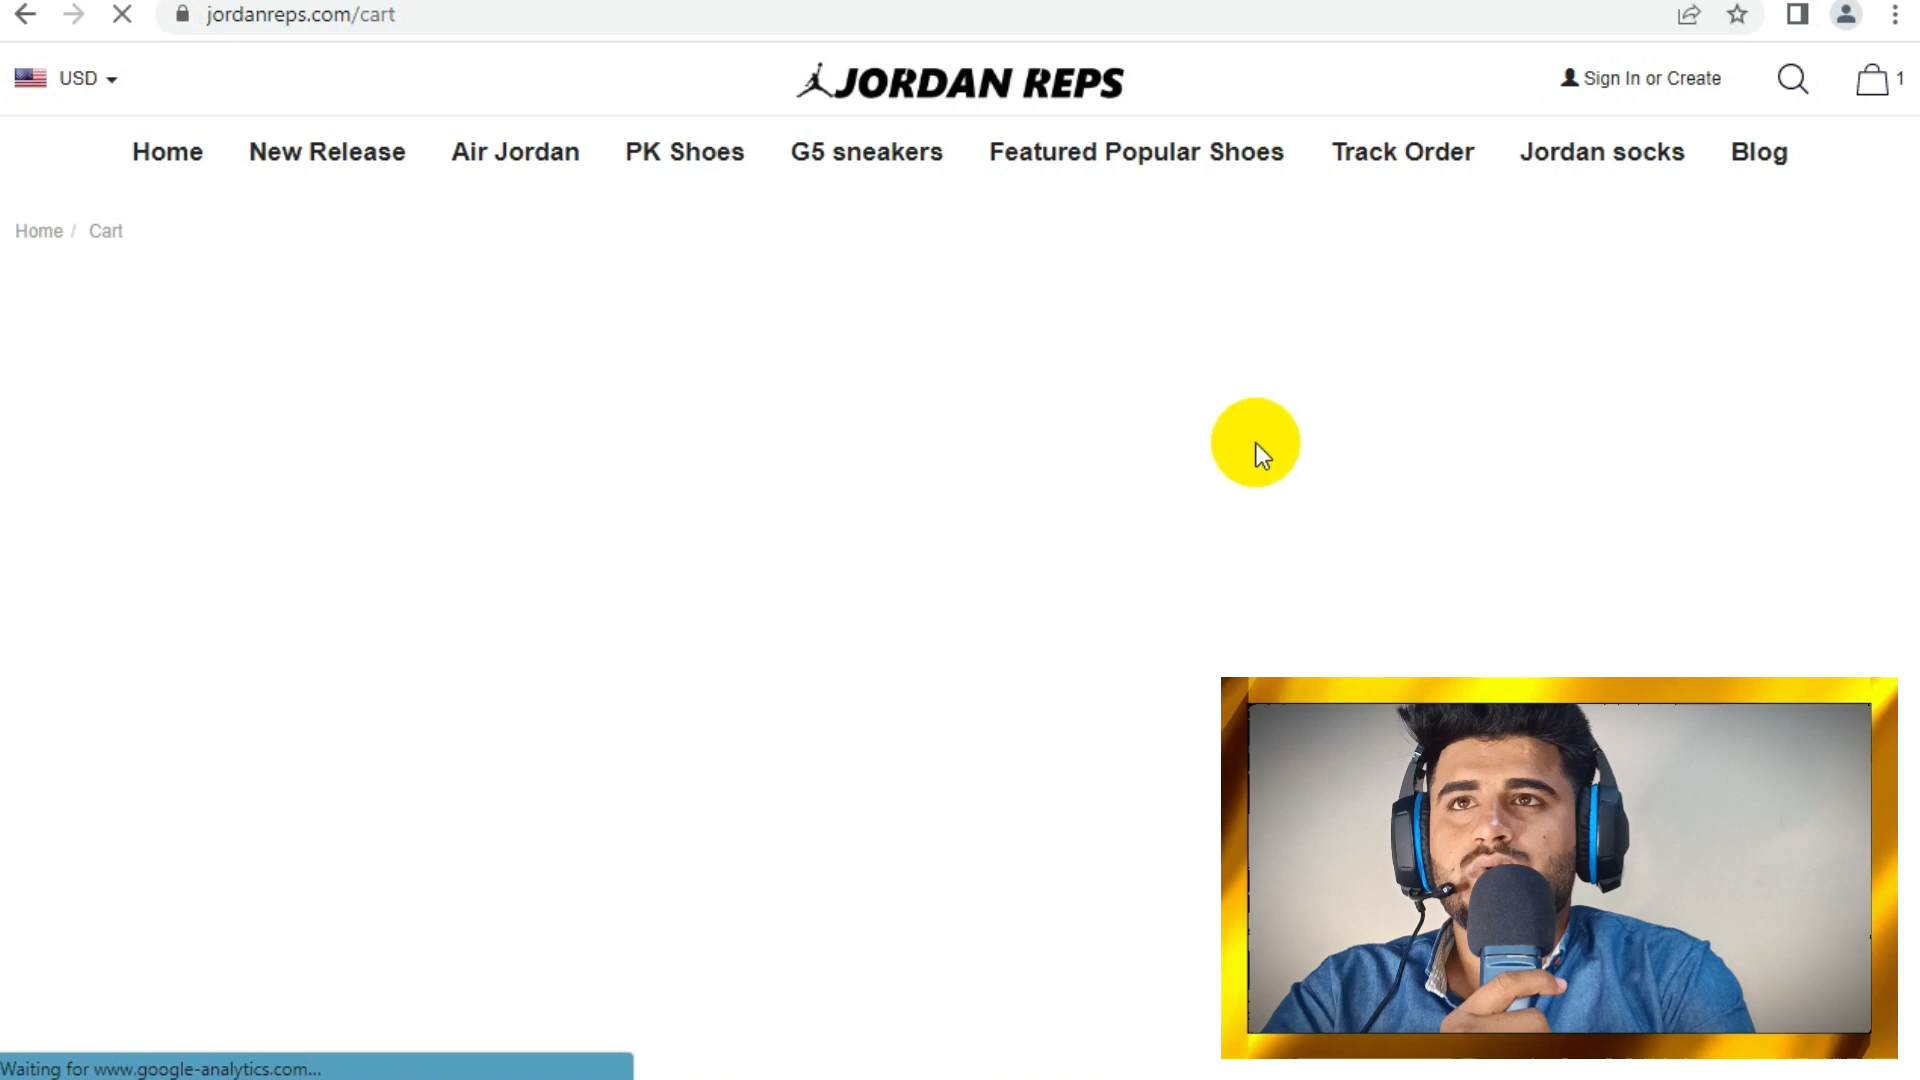 jordanreps.com/cart
USD
JORDAN REPS
Sign In or Create
1
Home New Release Air Jordan PK Shoes G5 sneakers Featured Popular Shoes Track Order Jordan socks Blog
Home / Cart
Waiting for www.google-analytics.com...